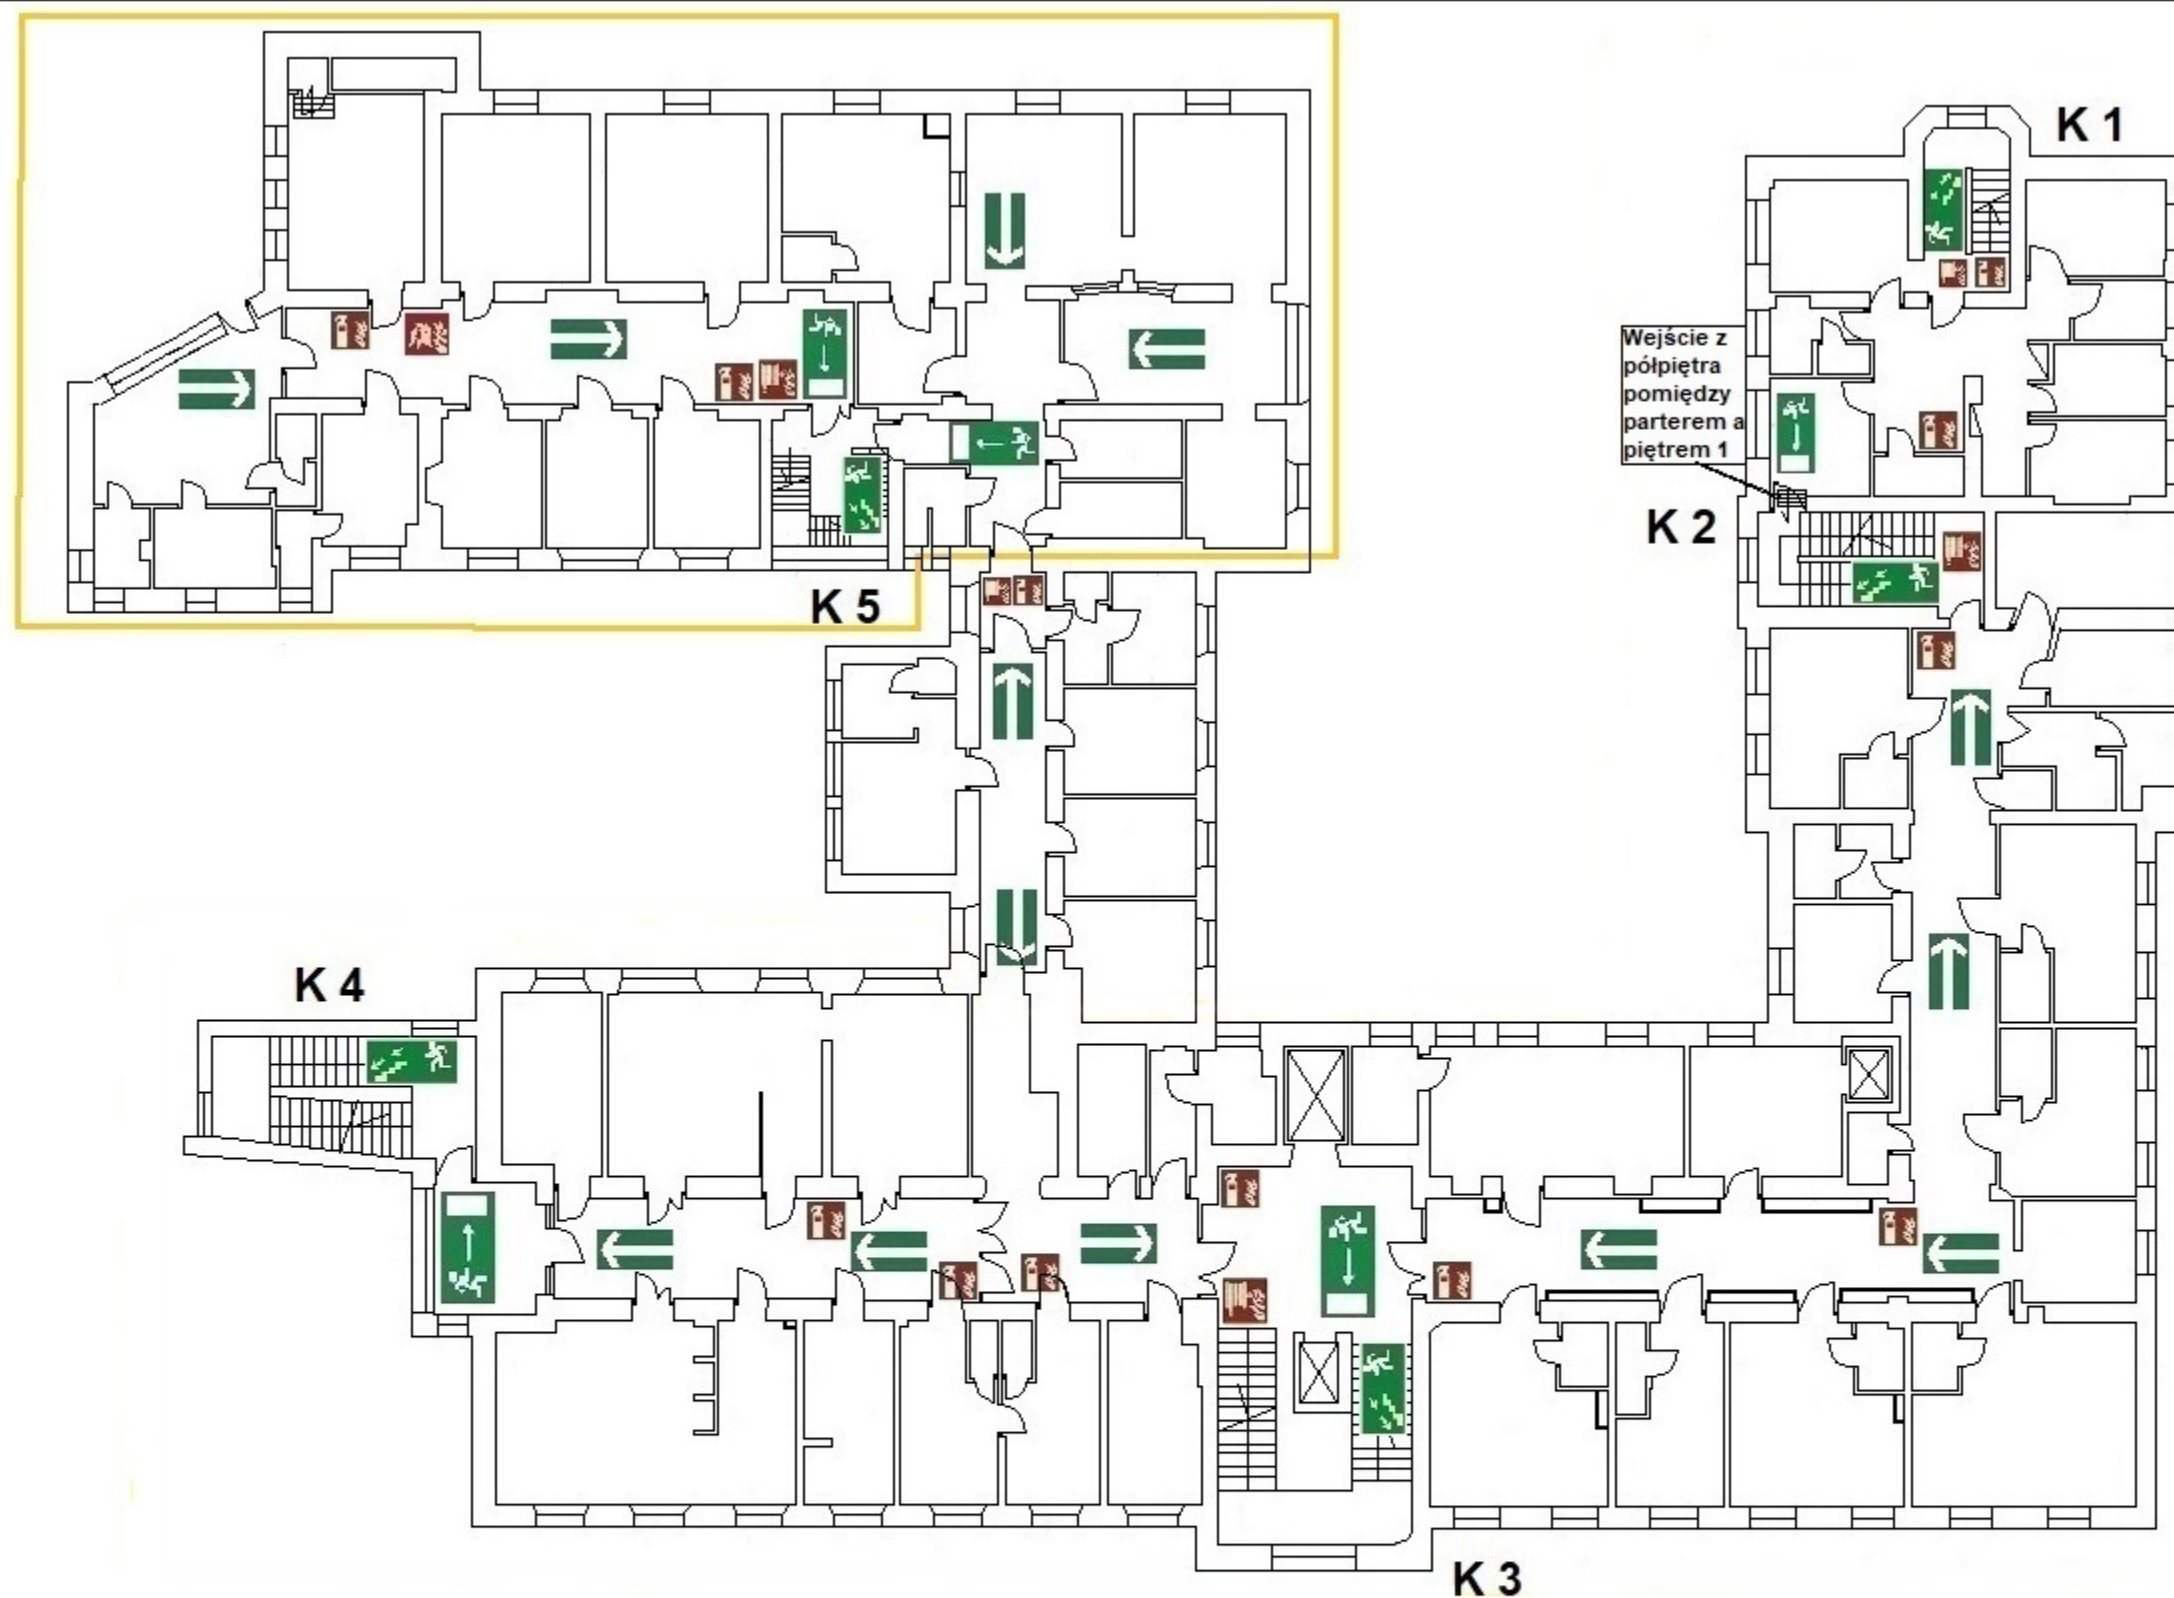 K 1
Wejście z
półpiętra
pomiędzy
parterem a
piętrem 1
K 2
K 5
K 4
K 3